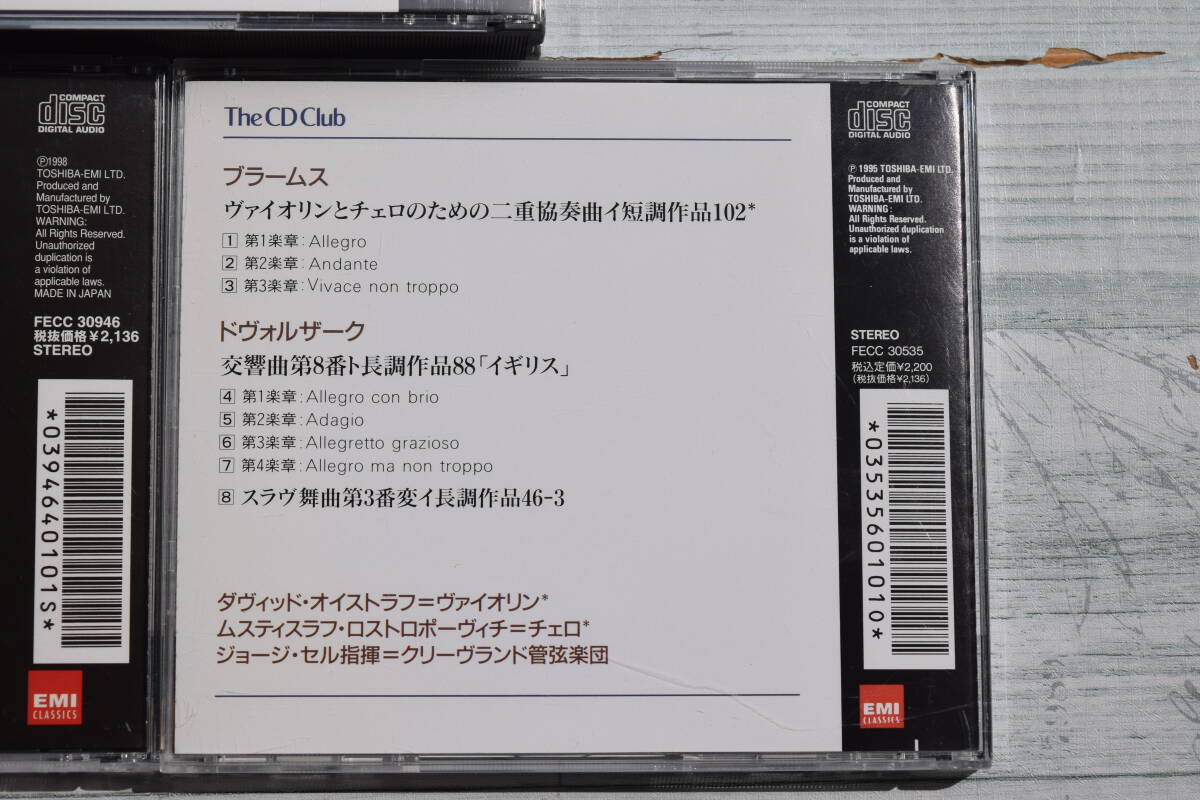 COMPACT
disc
DIGITAL AUDIO
Ⓟ1998
TOSHIBA-EMI LTD.
Produced and
Manufactured by
TOSHIBA-EMI LTD.
WARNING:
All Rights Reserved.
Unauthorized
duplication is
a violation of
applicable laws.
MADE IN JAPAN
FECC 30946
税抜価格¥2,136
STEREO
*0394640101S*
EMI
CLASSICS
The CD Club
ブラームス
ヴァイオリンとチェロのための二重協奏曲イ短調作品102*
1 第1楽章:Allegro
2 第2楽章:Andante
3 第3楽章:Vivace non troppo
ドヴォルザーク
交響曲第8番ト長調作品88「イギリス」
4 第1楽章:Allegro con brio
5 第2楽章:Adagio
6 第3楽章:Allegretto grazioso
7 第4楽章:Allegro ma non troppo
8 スラヴ舞曲第3番変イ長調作品46-3
ダヴィッド・オイストラフ=ヴァイオリン*
ムスティスラフ・ロストロポーヴィチ=チェロ*
ジョージ・セル指揮=クリーヴランド管弦楽団
COMPACT
disc
DIGITAL AUDIO
Ⓟ 1995 TOSHIBA-EMI LTD.
Produced and
Manufactured by
TOSHIBA-EMI LTD.
WARNING:
All Rights Reserved.
Unauthorized duplication
is a violation of
applicable laws.
STEREO
FECC 30535
税込定価¥2,200
(税抜価格¥2,136)
*0353560101O*
EMI
CLASSICS